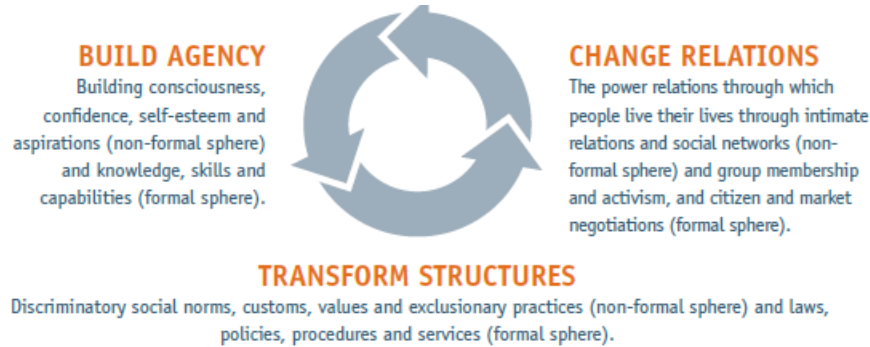 BUILD AGENCY
Building consciousness,
confidence, self-esteem and
aspirations (non-formal sphere)
and knowledge, skills and
capabilities (formal sphere).
CHANGE RELATIONS
The power relations through which
people live their lives through intimate
relations and social networks (non-
formal sphere) and group membership
and activism, and citizen and market
negotiations (formal sphere).
TRANSFORM STRUCTURES
Discriminatory social norms, customs, values and exclusionary practices (non-formal sphere) and laws,
policies, procedures and services (formal sphere).